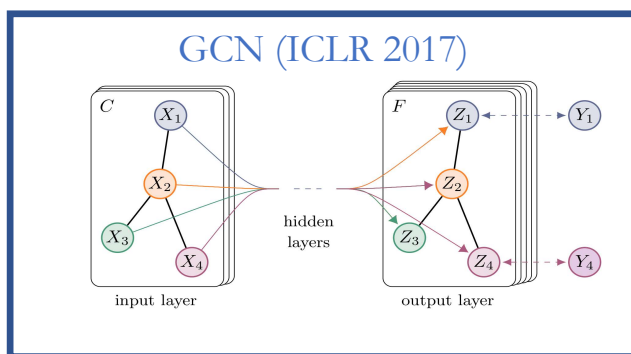 GCN (ICLR 2017)
C
X1
X2
X3
X4
input layer
hidden
layers
F
Z1
Z2
Z3
Z4
output layer
Y1
Y4